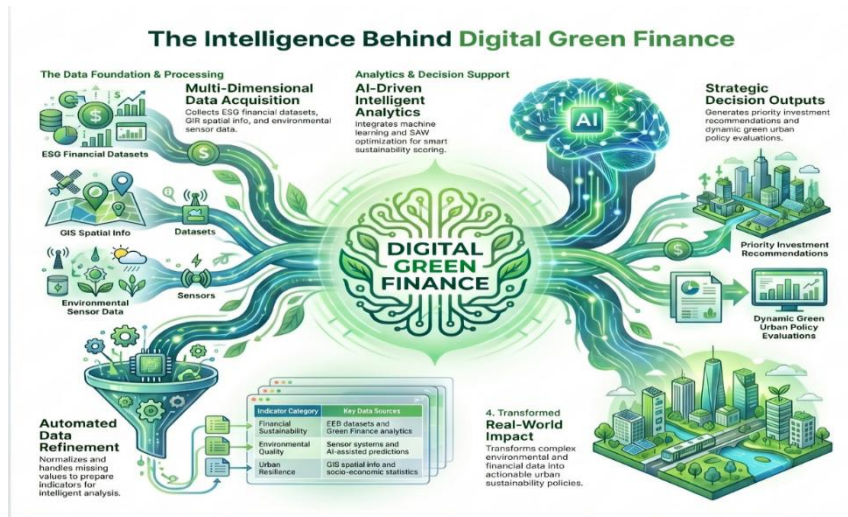 The Intelligence Behind Digital Green Finance
The Data Foundation & Processing
Multi-Dimensional
Data Acquisition
Collects ESG financial datasets,
GIR spatial info, and environmental
sensor data.
ESG Financial Datasets
GIS Spatial Info
Datasets
Environmental
Sensor Data
Sensors
Analytics & Decision Support
AI-Driven
Intelligent
Analytics
Integrates machine
learning and SAW
optimization for smart
sustainability scoring.
AI
DIGITAL
GREEN
FINANCE
Strategic
Decision Outputs
Generates priority investment
recommendations and
dynamic green urban
policy evaluations.
Priority Investment
Recommendations
Dynamic Green
Urban Policy
Evaluations
Automated
Data
Refinement
Normalizes and
handles missing
values to prepare
indicators for
intelligent analysis.
Indicator Category Key Data Sources
Financial
Sustainability
EEB datasets and
Green Finance analytics
Environmental
Quality
Sensor systems and
AI-assisted predictions
Urban
Resilience
GIS spatial info and
socio-economic statistics
4. Transformed
Real-World
Impact
Transforms complex
environmental and
financial data into
actionable urban
sustainability policies.